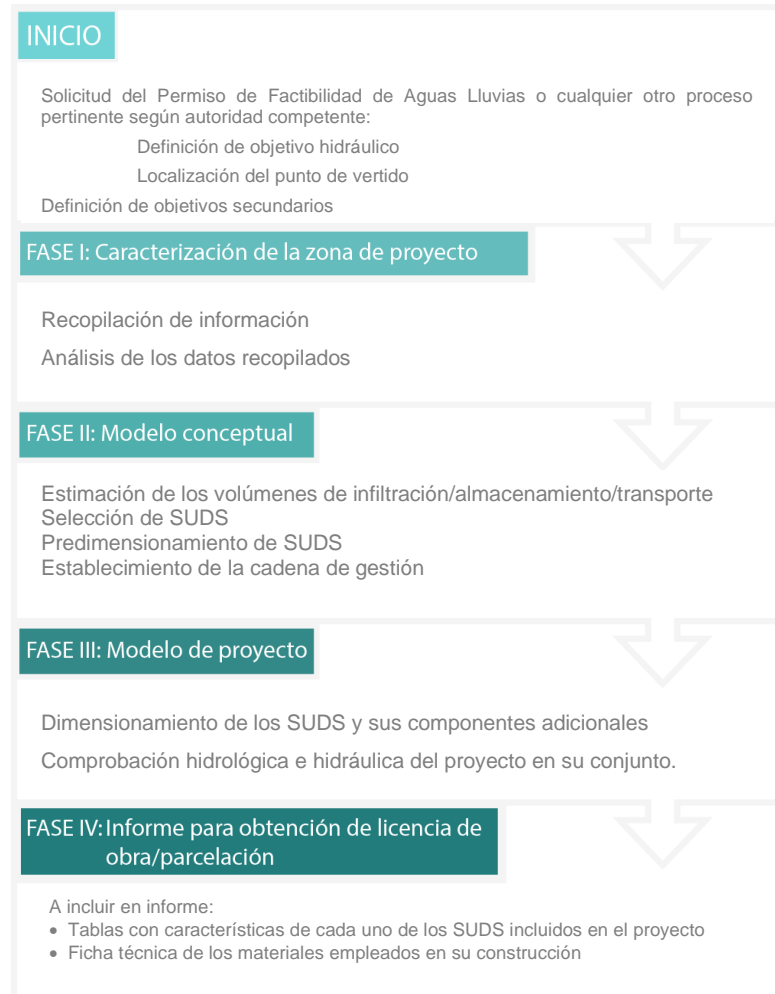 INICIO
Solicitud del Permiso de Factibilidad de Aguas Lluvias o cualquier otro proceso
pertinente según autoridad competente:
Definición de objetivo hidráulico
Localización del punto de vertido
Definición de objetivos secundarios
FASE I: Caracterización de la zona de proyecto
Recopilación de información
Análisis de los datos recopilados
FASE II: Modelo conceptual
Estimación de los volúmenes de infiltración/almacenamiento/transporte
Selección de SUDS
Predimensionamiento de SUDS
Establecimiento de la cadena de gestión
FASE III: Modelo de proyecto
Dimensionamiento de los SUDS y sus componentes adicionales
Comprobación hidrológica e hidráulica del proyecto en su conjunto.
FASE IV: Informe para obtención de licencia de
obra/parcelación
A incluir en informe:
• Tablas con características de cada uno de los SUDS incluidos en el proyecto
• Ficha técnica de los materiales empleados en su construcción